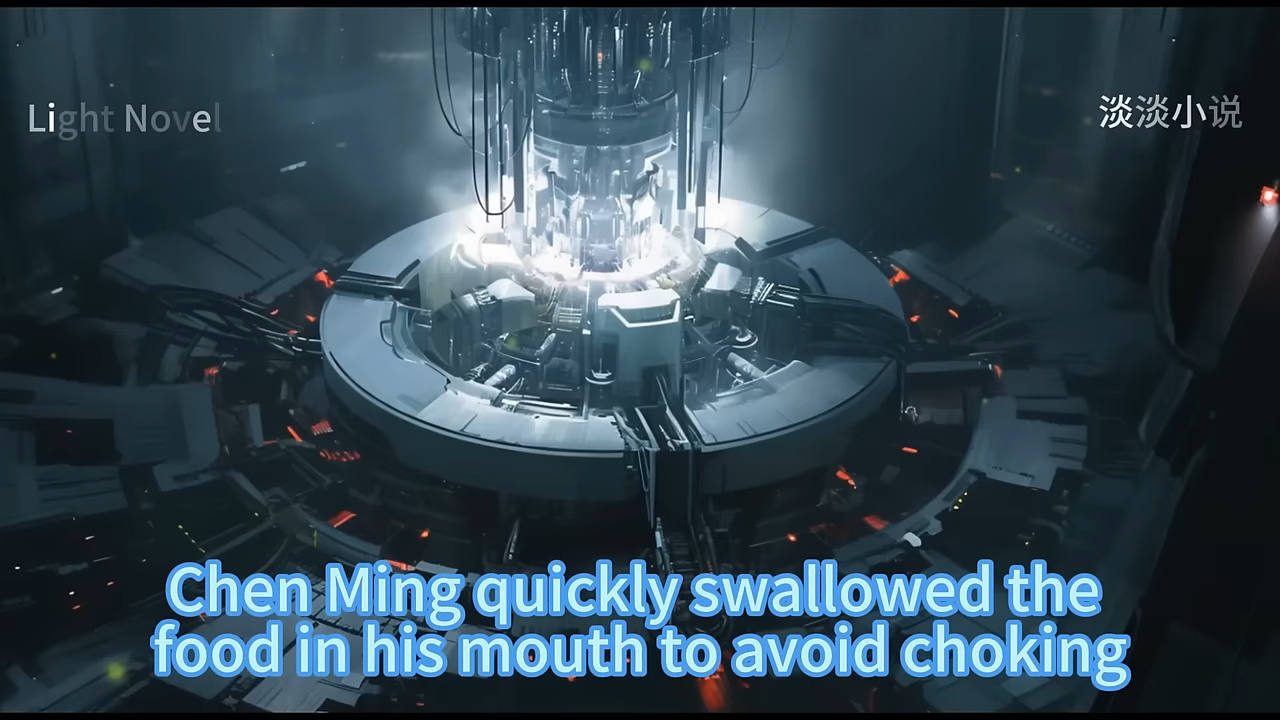 Light Novel
淡淡小说
Chen Ming quickly swallowed the
food in his mouth to avoid choking